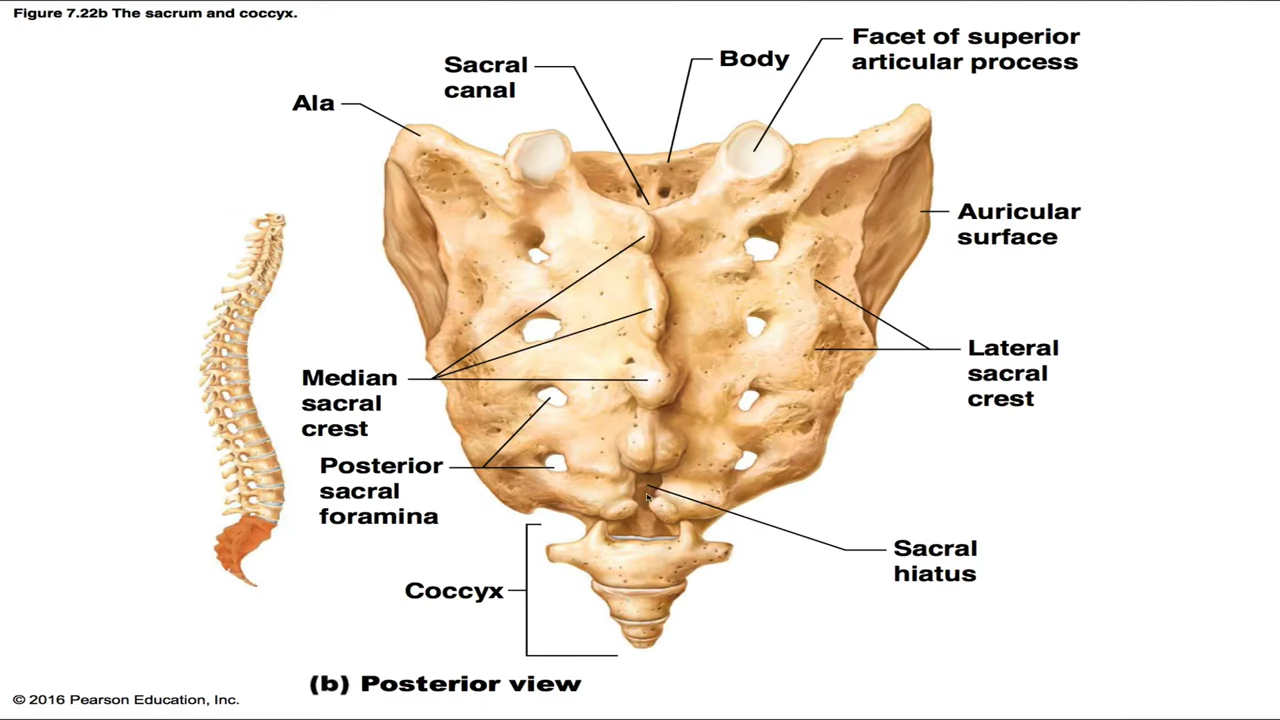 Figure 7.22b The sacrum and coccyx.
Facet of superior
articular process
Sacral
canal
Body
Ala
Auricular
surface
Lateral
sacral
crest
Median
sacral
crest
Posterior
sacral
foramina
Sacral
hiatus
Coccyx
(b) Posterior view
© 2016 Pearson Education, Inc.